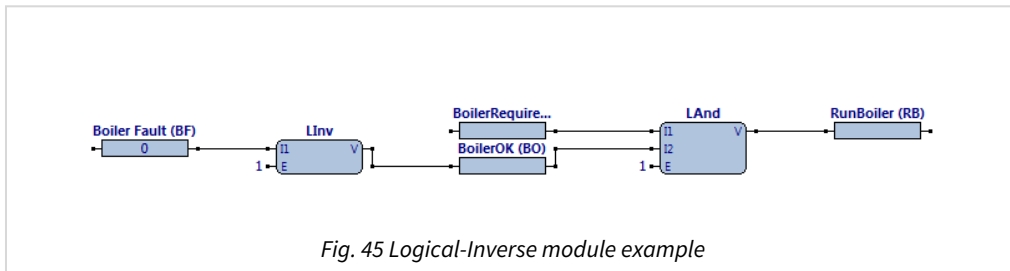 BoilerRequire... LAnd RunBoiler (RB)
Boiler Fault (BF) LInv I1 V
0 I1 V BoilerOK (BO) I2
1 E 1 E
Fig. 45 Logical-Inverse module example